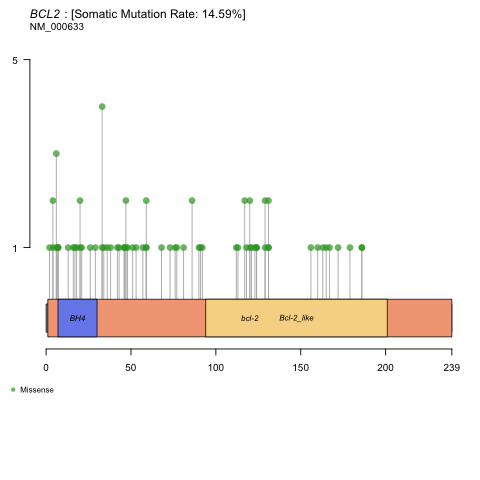 BCL2 : [Somatic Mutation Rate: 14.59%]
NM_000633
5
1
BH4
bcl-2
Bcl-2_like
0
50
100
150
200
239
Missense